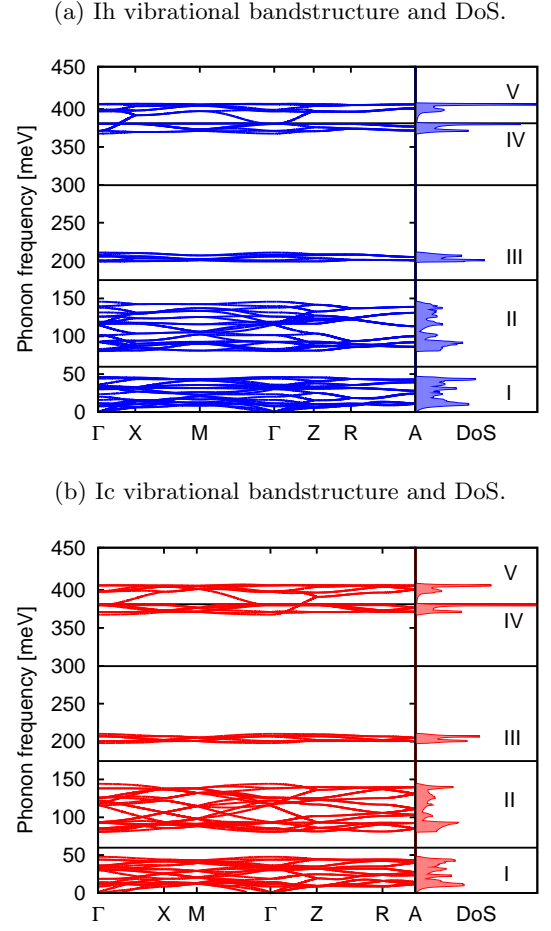 (a) Ih vibrational bandstructure and DoS.
450
400
350
300
200
150
100
50
0
Phonon frequency [meV]
V
IV
III
II
I
Γ X M Γ Z R A DoS
(b) Ic vibrational bandstructure and DoS.
450
400
350
300
200
150
100
50
0
Phonon frequency [meV]
V
IV
III
II
I
Γ X M Γ Z R A DoS